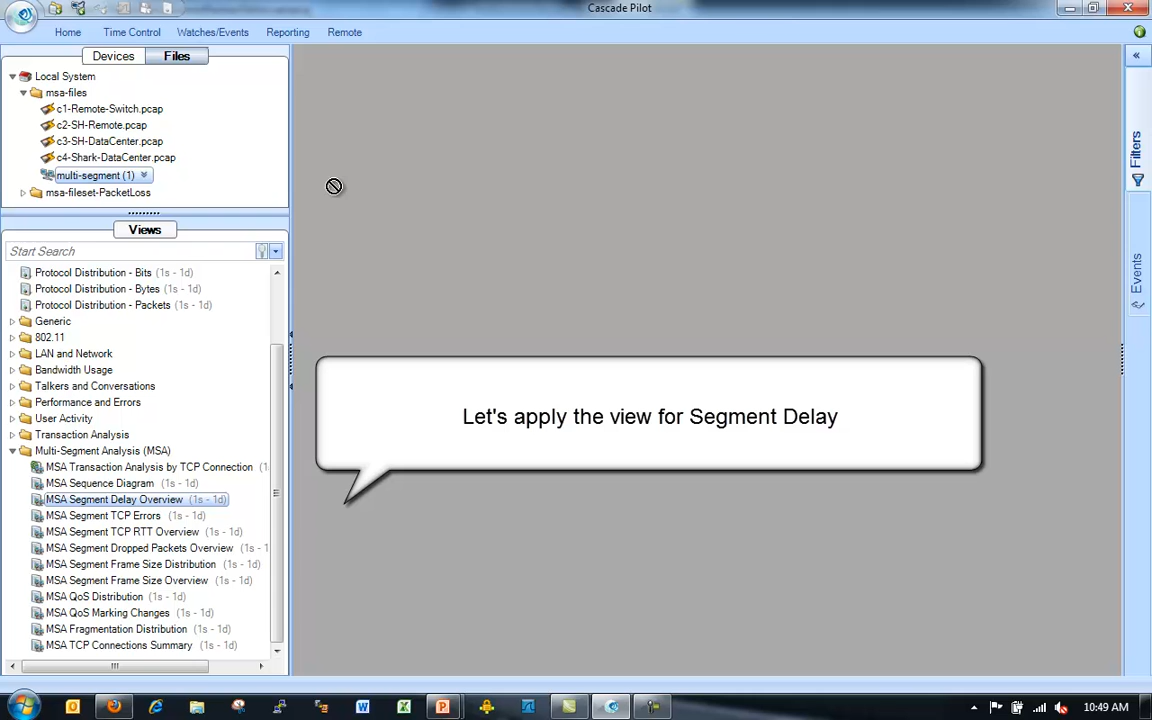 Cascade Pilot
Home Time Control Watches/Events Reporting Remote
Devices Files
Local System
msa-files
c1-Remote-Switch.pcap
c2-SH-Remote.pcap
c3-SH-DataCenter.pcap
c4-Shark-DataCenter.pcap
multi-segment (1)
msa-fileset-PacketLoss
Views
Start Search
Protocol Distribution - Bits (1s - 1d)
Protocol Distribution - Bytes (1s - 1d)
Protocol Distribution - Packets (1s - 1d)
Generic
802.11
LAN and Network
Bandwidth Usage
Talkers and Conversations
Performance and Errors
User Activity
Transaction Analysis
Multi-Segment Analysis (MSA)
MSA Transaction Analysis by TCP Connection (1
MSA Sequence Diagram (1s - 1d)
MSA Segment Delay Overview (1s - 1d)
MSA Segment TCP Errors (1s - 1d)
MSA Segment TCP RTT Overview (1s - 1d)
MSA Segment Dropped Packets Overview (1s - 1
MSA Segment Frame Size Distribution (1s - 1d)
MSA Segment Frame Size Overview (1s - 1d)
MSA QoS Distribution (1s - 1d)
MSA QoS Marking Changes (1s - 1d)
MSA Fragmentation Distribution (1s - 1d)
MSA TCP Connections Summary (1s - 1d)
Let's apply the view for Segment Delay
Filters
Events
10:49 AM